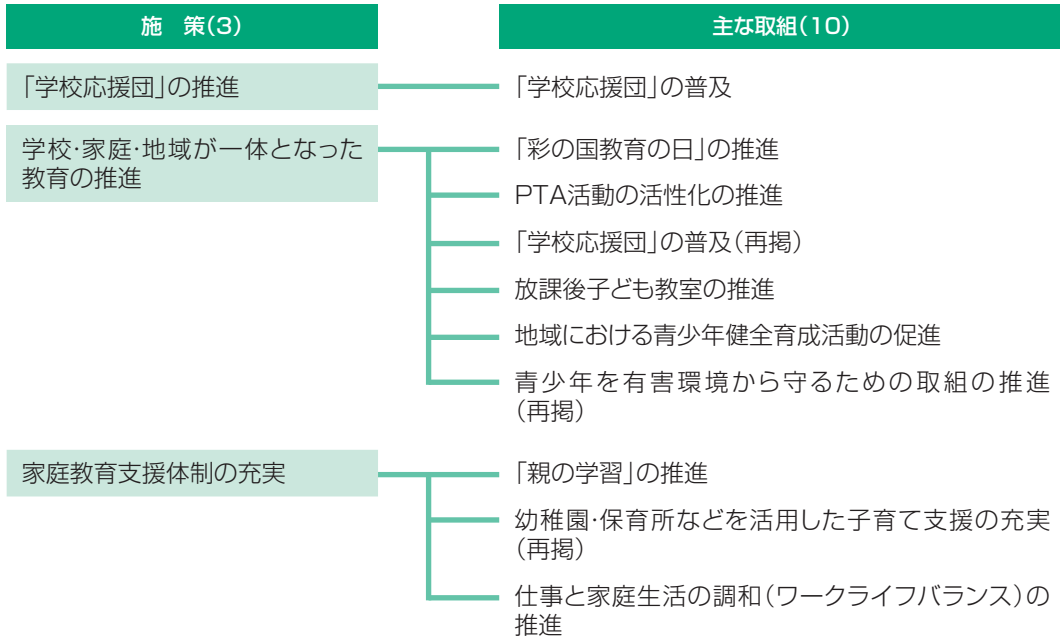 施 策(3)
主な取組(10)
「学校応援団」の推進
「学校応援団」の普及
学校・家庭・地域が一体となった
教育の推進
「彩の国教育の日」の推進
PTA活動の活性化の推進
「学校応援団」の普及(再掲)
放課後子ども教室の推進
地域における青少年健全育成活動の促進
青少年を有害環境から守るための取組の推進
(再掲)
家庭教育支援体制の充実
「親の学習」の推進
幼稚園・保育所などを活用した子育て支援の充実
(再掲)
仕事と家庭生活の調和(ワークライフバランス)の
推進